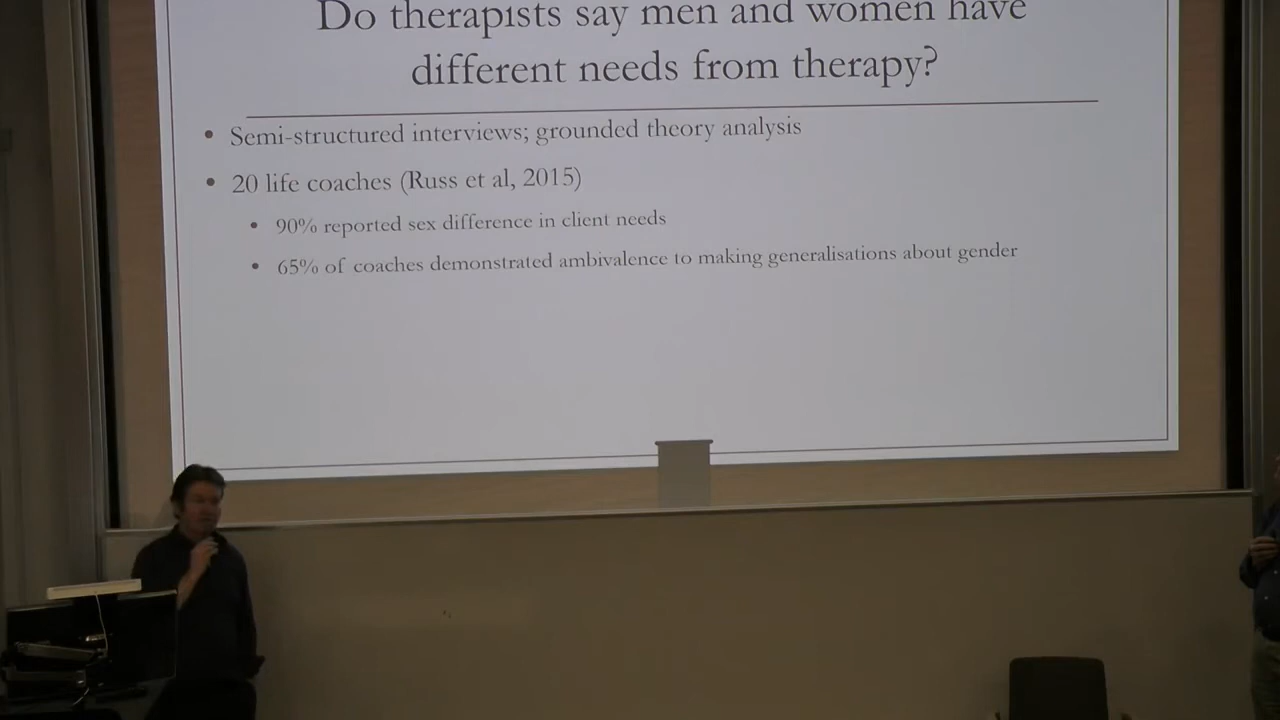 Do therapists say men and women have
different needs from therapy?
• Semi-structured interviews; grounded theory analysis
• 20 life coaches (Russ et al, 2015)
• 90% reported sex difference in client needs
• 65% of coaches demonstrated ambivalence to making generalisations about gender